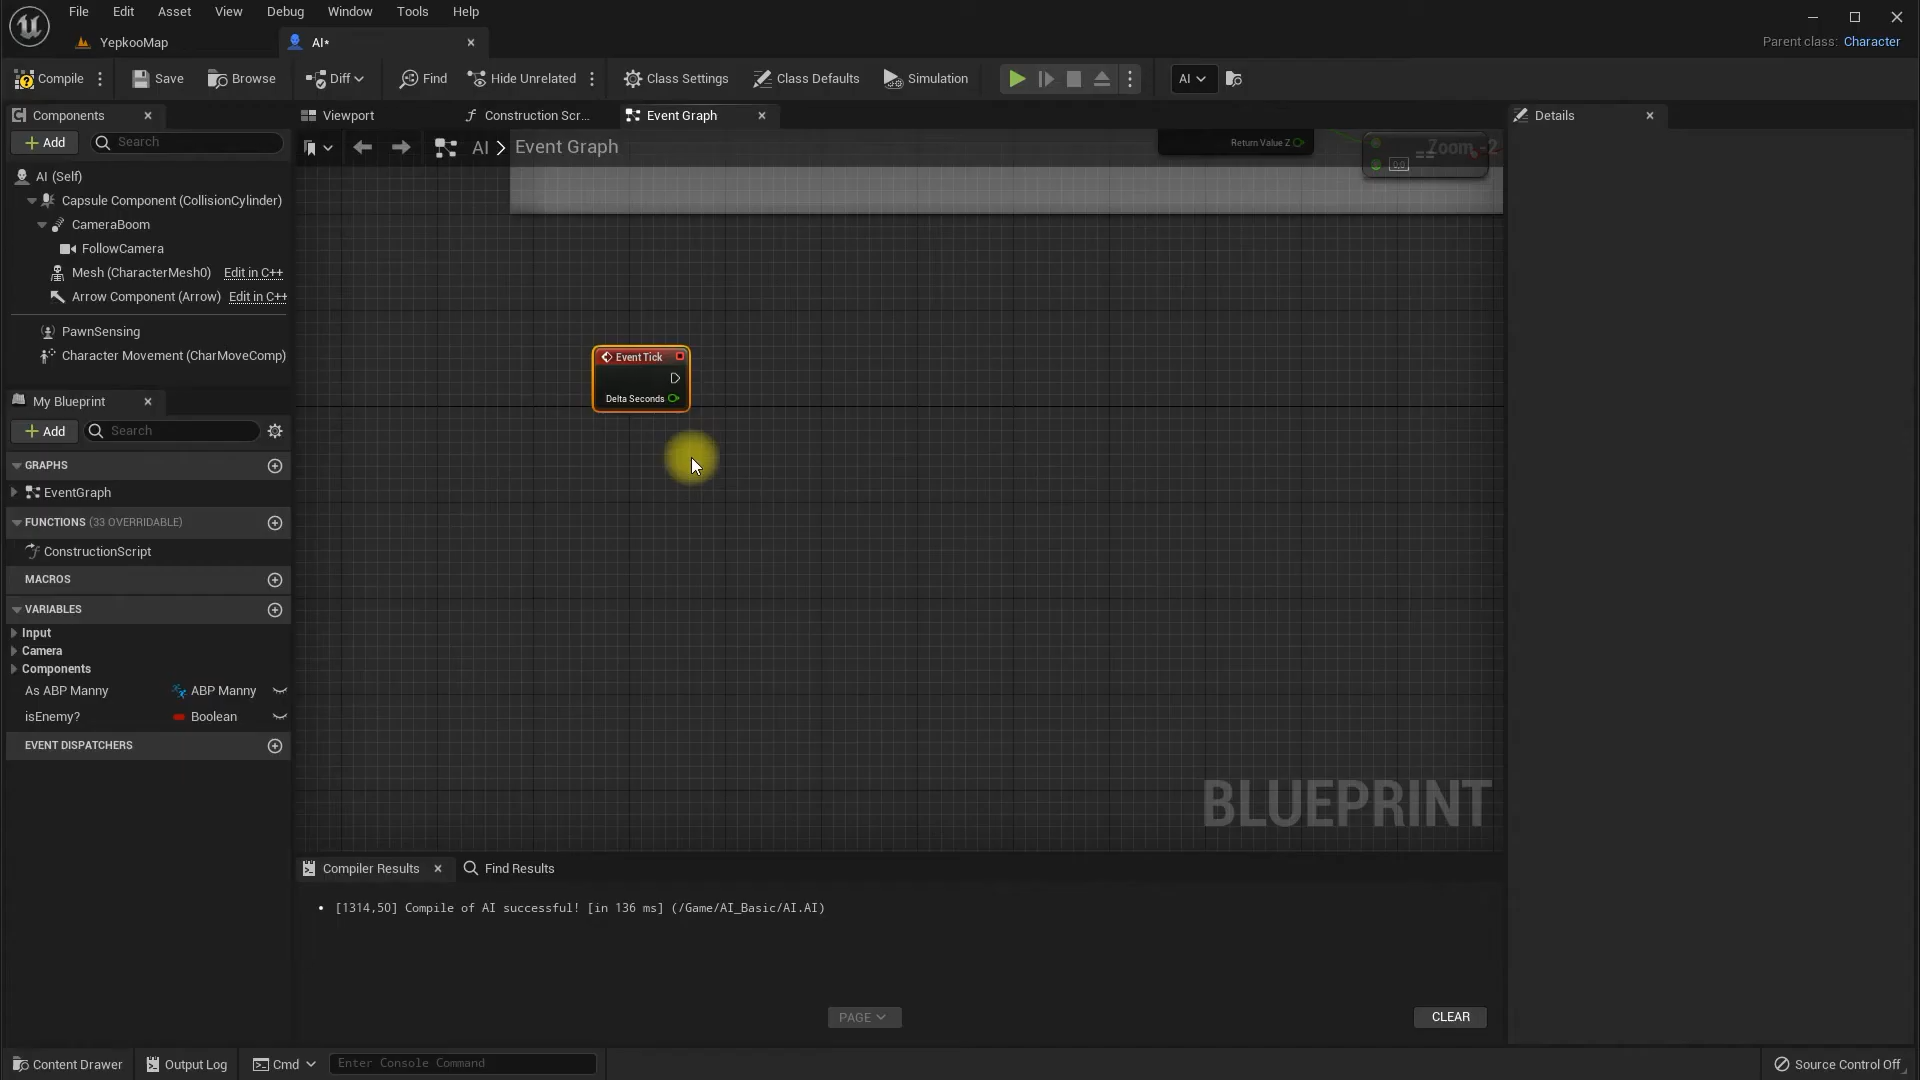 File Edit Asset View Debug Window Tools Help
YepkooMap
AI*
Parent class: Character
Compile
Save
Browse
Diff
Find
Hide Unrelated
Class Settings
Class Defaults
Simulation
AI
Components
Viewport
Construction Scr...
Event Graph
Details
Add
Search
AI
Event Graph
Return Value Z
0.0
==
Zoom -2
AI (Self)
Capsule Component (CollisionCylinder)
CameraBoom
FollowCamera
Mesh (CharacterMesh0) Edit in C++
Arrow Component (Arrow) Edit in C++
PawnSensing
Character Movement (CharMoveComp)
Event Tick
Delta Seconds
My Blueprint
Add
Search
GRAPHS
EventGraph
FUNCTIONS (33 OVERRIDABLE)
ConstructionScript
MACROS
VARIABLES
Input
Camera
Components
As ABP Manny ABP Manny
isEnemy? Boolean
EVENT DISPATCHERS
BLUEPRINT
Compiler Results
Find Results
[1314,50] Compile of AI successful! [in 136 ms] (/Game/AI_Basic/AI.AI)
PAGE
CLEAR
Content Drawer
Output Log
Cmd
Enter Console Command
Source Control Off